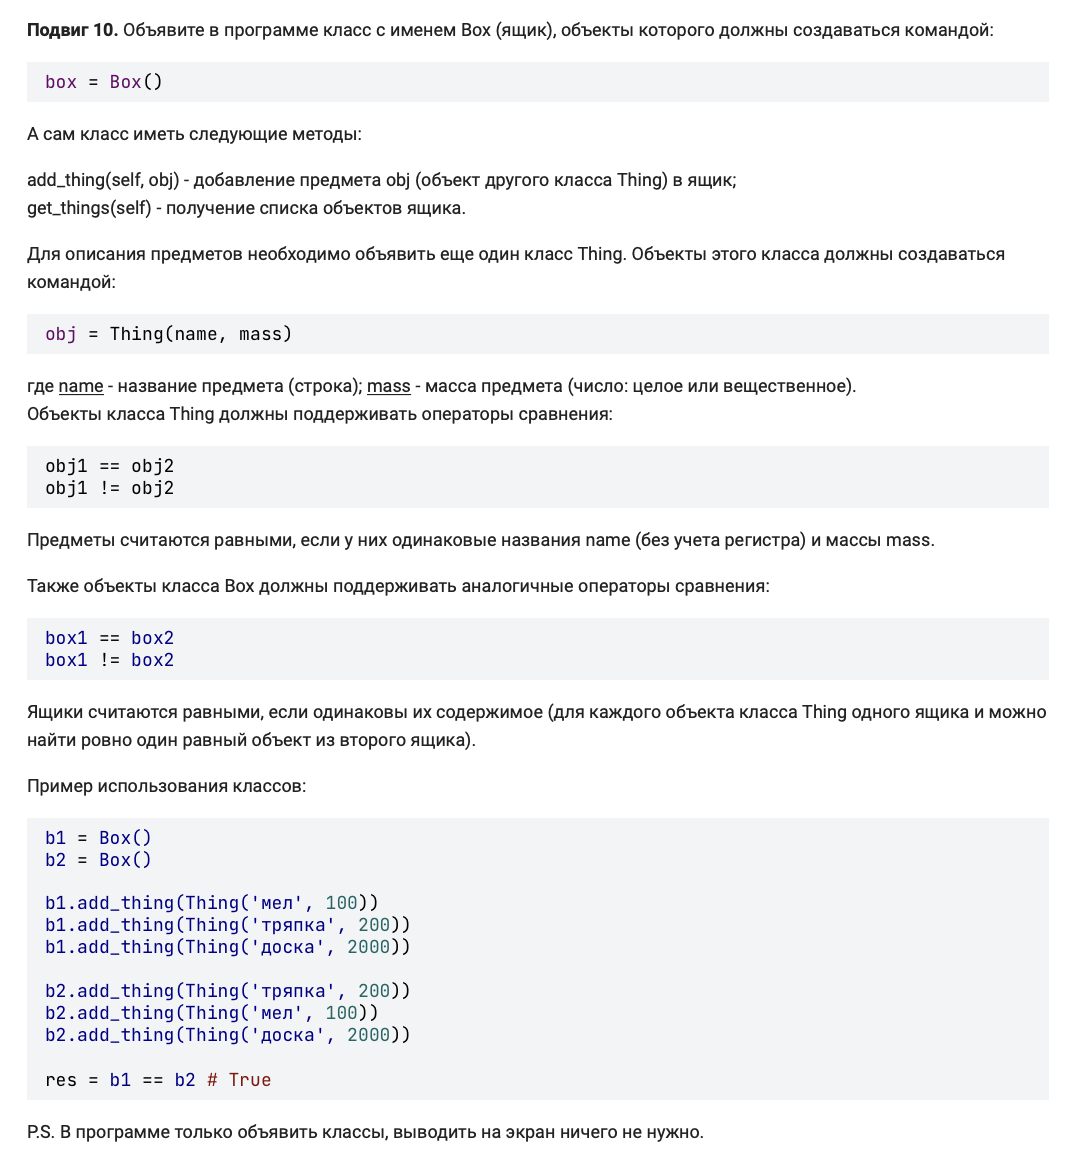 Подвиг 10. Объявите в программе класс с именем Box (ящик), объекты которого должны создаваться командой:
box = Box()
А сам класс иметь следующие методы:
add_thing(self, obj) - добавление предмета obj (объект другого класса Thing) в ящик;
get_things(self) - получение списка объектов ящика.
Для описания предметов необходимо объявить еще один класс Thing. Объекты этого класса должны создаваться
командой:
obj = Thing(name, mass)
где name - название предмета (строка); mass - масса предмета (число: целое или вещественное).
Объекты класса Thing должны поддерживать операторы сравнения:
obj1 == obj2
obj1 != obj2
Предметы считаются равными, если у них одинаковые названия name (без учета регистра) и массы mass.
Также объекты класса Box должны поддерживать аналогичные операторы сравнения:
box1 == box2
box1 != box2
Ящики считаются равными, если одинаковы их содержимое (для каждого объекта класса Thing одного ящика и можно
найти ровно один равный объект из второго ящика).
Пример использования классов:
b1 = Box()
b2 = Box()
b1.add_thing(Thing('мел', 100))
b1.add_thing(Thing('тряпка', 200))
b1.add_thing(Thing('доска', 2000))
b2.add_thing(Thing('тряпка', 200))
b2.add_thing(Thing('мел', 100))
b2.add_thing(Thing('доска', 2000))
res = b1 == b2 # True
P.S. В программе только объявить классы, выводить на экран ничего не нужно.